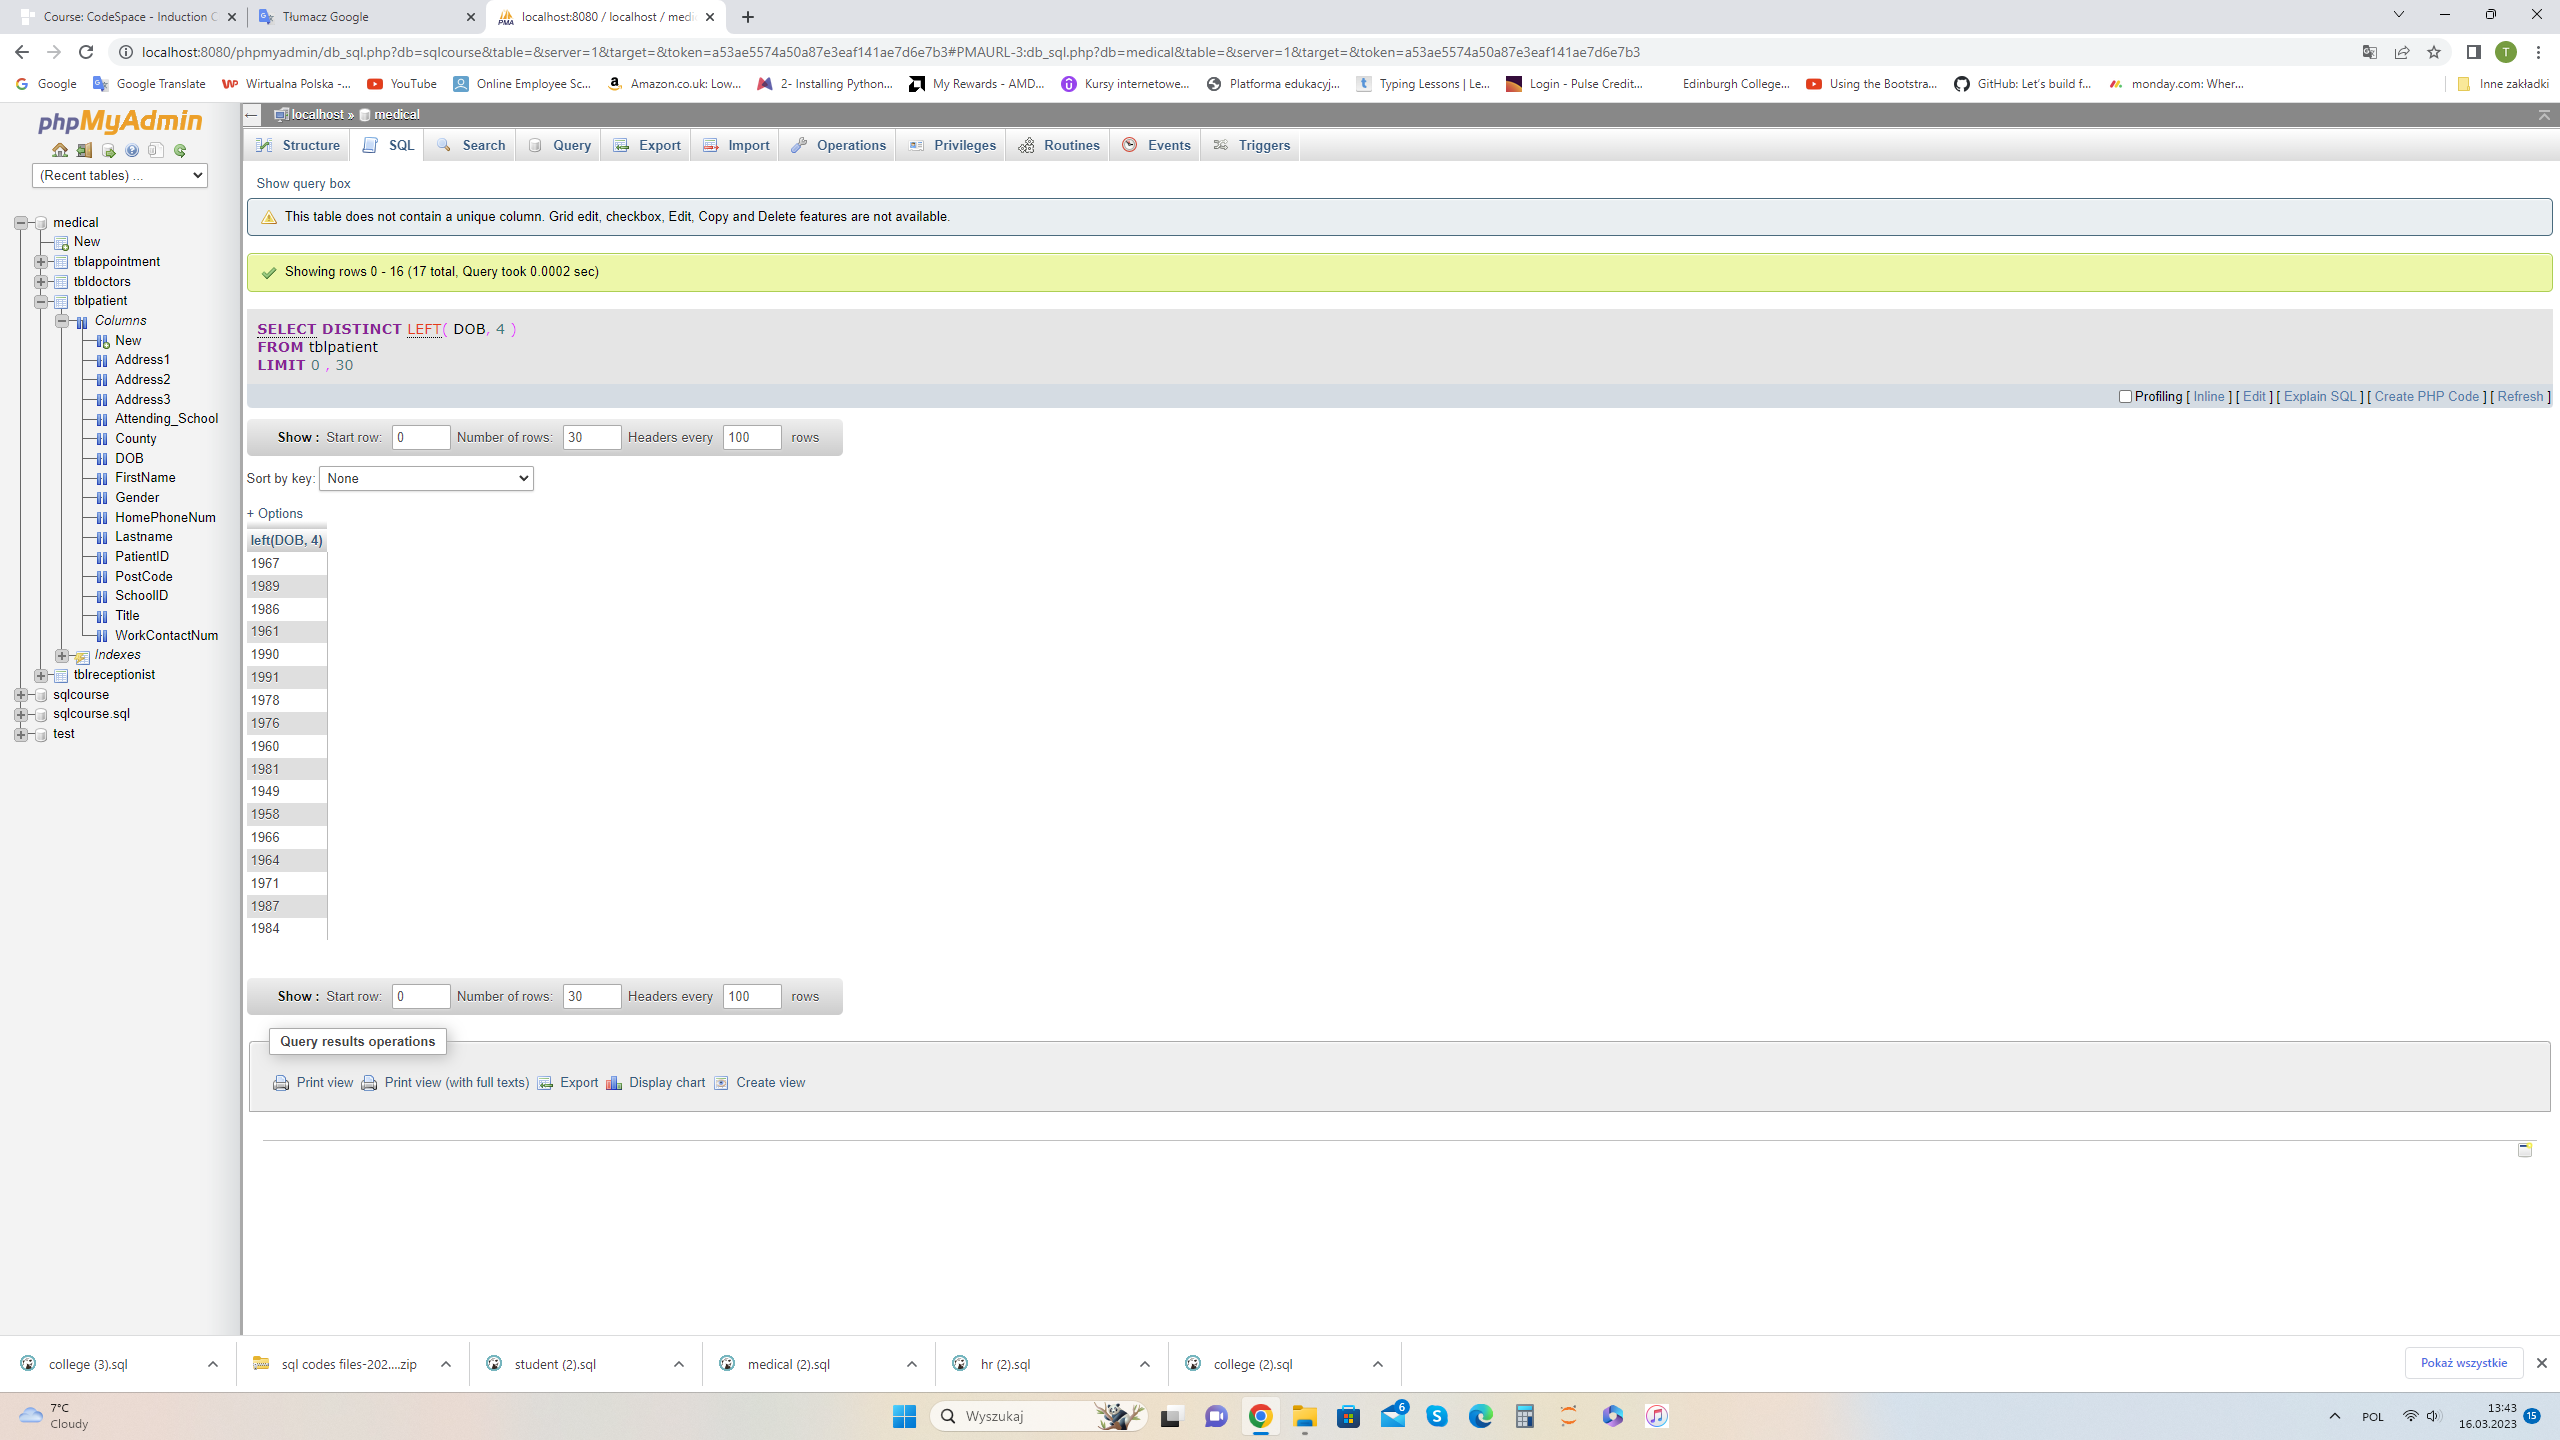 Course: CodeSpace - Induction C
Tłumacz Google
localhost:8080 / localhost / medi
localhost:8080/phpmyadmin/db_sql.php?db=sqlcourse&table=&server=1&target=&token=a53ae5574a50a87e3eaf141ae7d6e7b3#PMAURL-3:db_sql.php?db=medical&table=&server=1&target=&token=a53ae5574a50a87e3eaf141ae7d6e7b3
T
Google
Google Translate
Wirtualna Polska -...
YouTube
Online Employee Sc...
Amazon.co.uk: Low...
2- Installing Python...
My Rewards - AMD...
Kursy internetowe...
Platforma edukacyj...
Typing Lessons | Le...
Login - Pulse Credit...
Edinburgh College...
Using the Bootstra...
GitHub: Let's build f...
monday.com: Wher...
Inne zakładki
phpMyAdmin
(Recent tables) ...
medical
New
tblappointment
tbldoctors
tblpatient
Columns
New
Address1
Address2
Address3
Attending_School
County
DOB
FirstName
Gender
HomePhoneNum
Lastname
PatientID
PostCode
SchoolID
Title
WorkContactNum
Indexes
tblreceptionist
sqlcourse
sqlcourse.sql
test
localhost » medical
Structure
SQL
Search
Query
Export
Import
Operations
Privileges
Routines
Events
Triggers
Show query box
This table does not contain a unique column. Grid edit, checkbox, Edit, Copy and Delete features are not available.
Showing rows 0 - 16 (17 total, Query took 0.0002 sec)
SELECT DISTINCT LEFT( DOB, 4 )
FROM tblpatient
LIMIT 0 , 30
Profiling [ Inline ] [ Edit ] [ Explain SQL ] [ Create PHP Code ] [ Refresh ]
Show : Start row: 0 Number of rows: 30 Headers every 100 rows
Sort by key: None
+ Options
left(DOB, 4)
1967
1989
1986
1961
1990
1991
1978
1976
1960
1981
1949
1958
1966
1964
1971
1987
1984
Show : Start row: 0 Number of rows: 30 Headers every 100 rows
Query results operations
Print view
Print view (with full texts)
Export
Display chart
Create view
college (3).sql
sql codes files-202....zip
student (2).sql
medical (2).sql
hr (2).sql
college (2).sql
Pokaż wszystkie
7°C
Cloudy
Wyszukaj
6
POL
13:43
16.03.2023
15